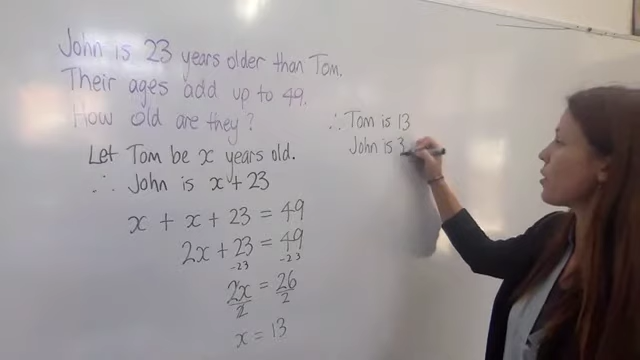 John is 23 years older than Tom.
Their ages add up to 49.
How old are they?
Let Tom be x years old.
∴ John is x + 23
x + x + 23 = 49
2x + 23 = 49
-23 -23
2x/2 = 26/2
x = 13
∴ Tom is 13
John is 3